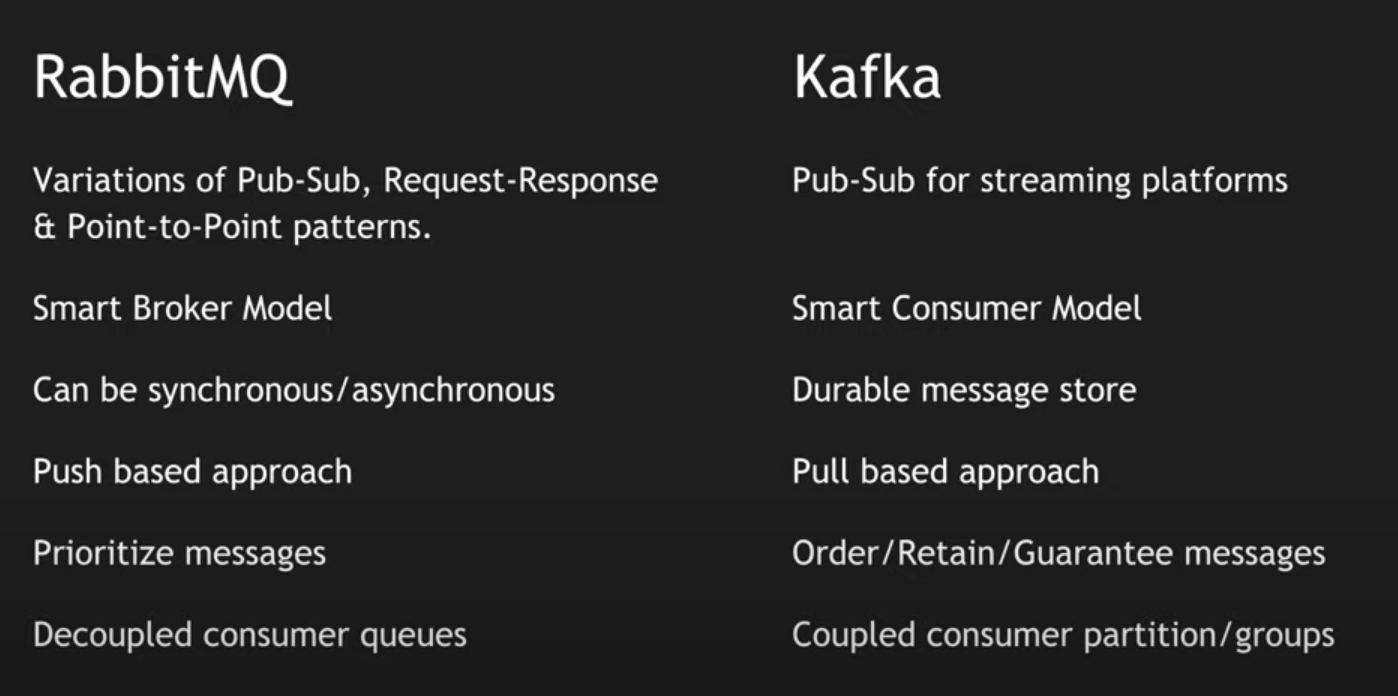 RabbitMQ
Variations of Pub-Sub, Request-Response
& Point-to-Point patterns.
Smart Broker Model
Can be synchronous/asynchronous
Push based approach
Prioritize messages
Decoupled consumer queues
Kafka
Pub-Sub for streaming platforms
Smart Consumer Model
Durable message store
Pull based approach
Order/Retain/Guarantee messages
Coupled consumer partition/groups